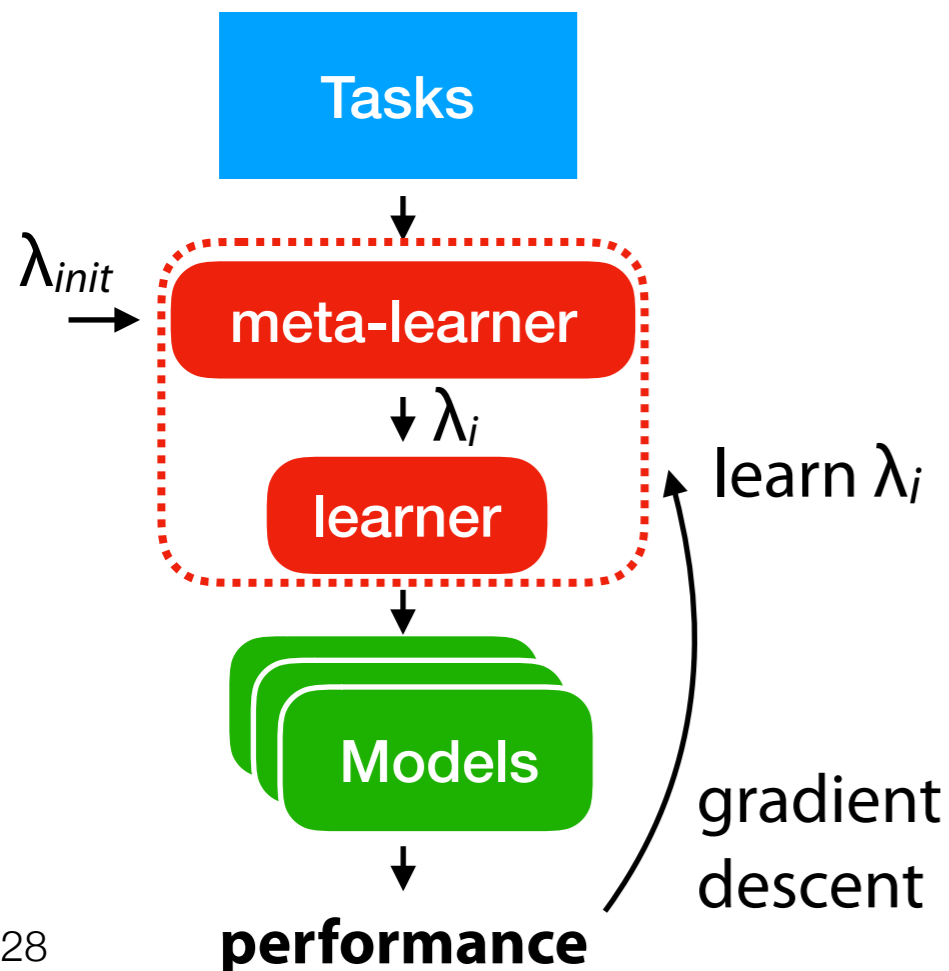 Tasks
λinit
meta-learner
λi
learner
learn λi
Models
gradient
descent
28
performance